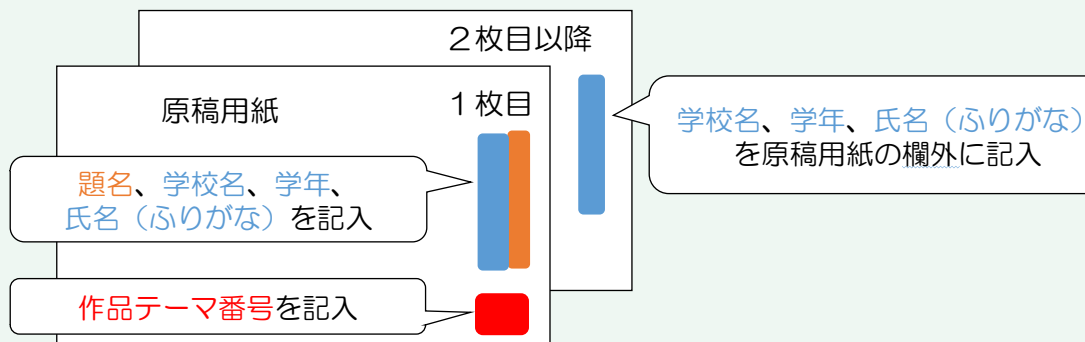 2枚目以降
原稿用紙
1枚目
学校名、学年、氏名（ふりがな）
を原稿用紙の欄外に記入
題名、学校名、学年、
氏名（ふりがな）を記入
作品テーマ番号を記入